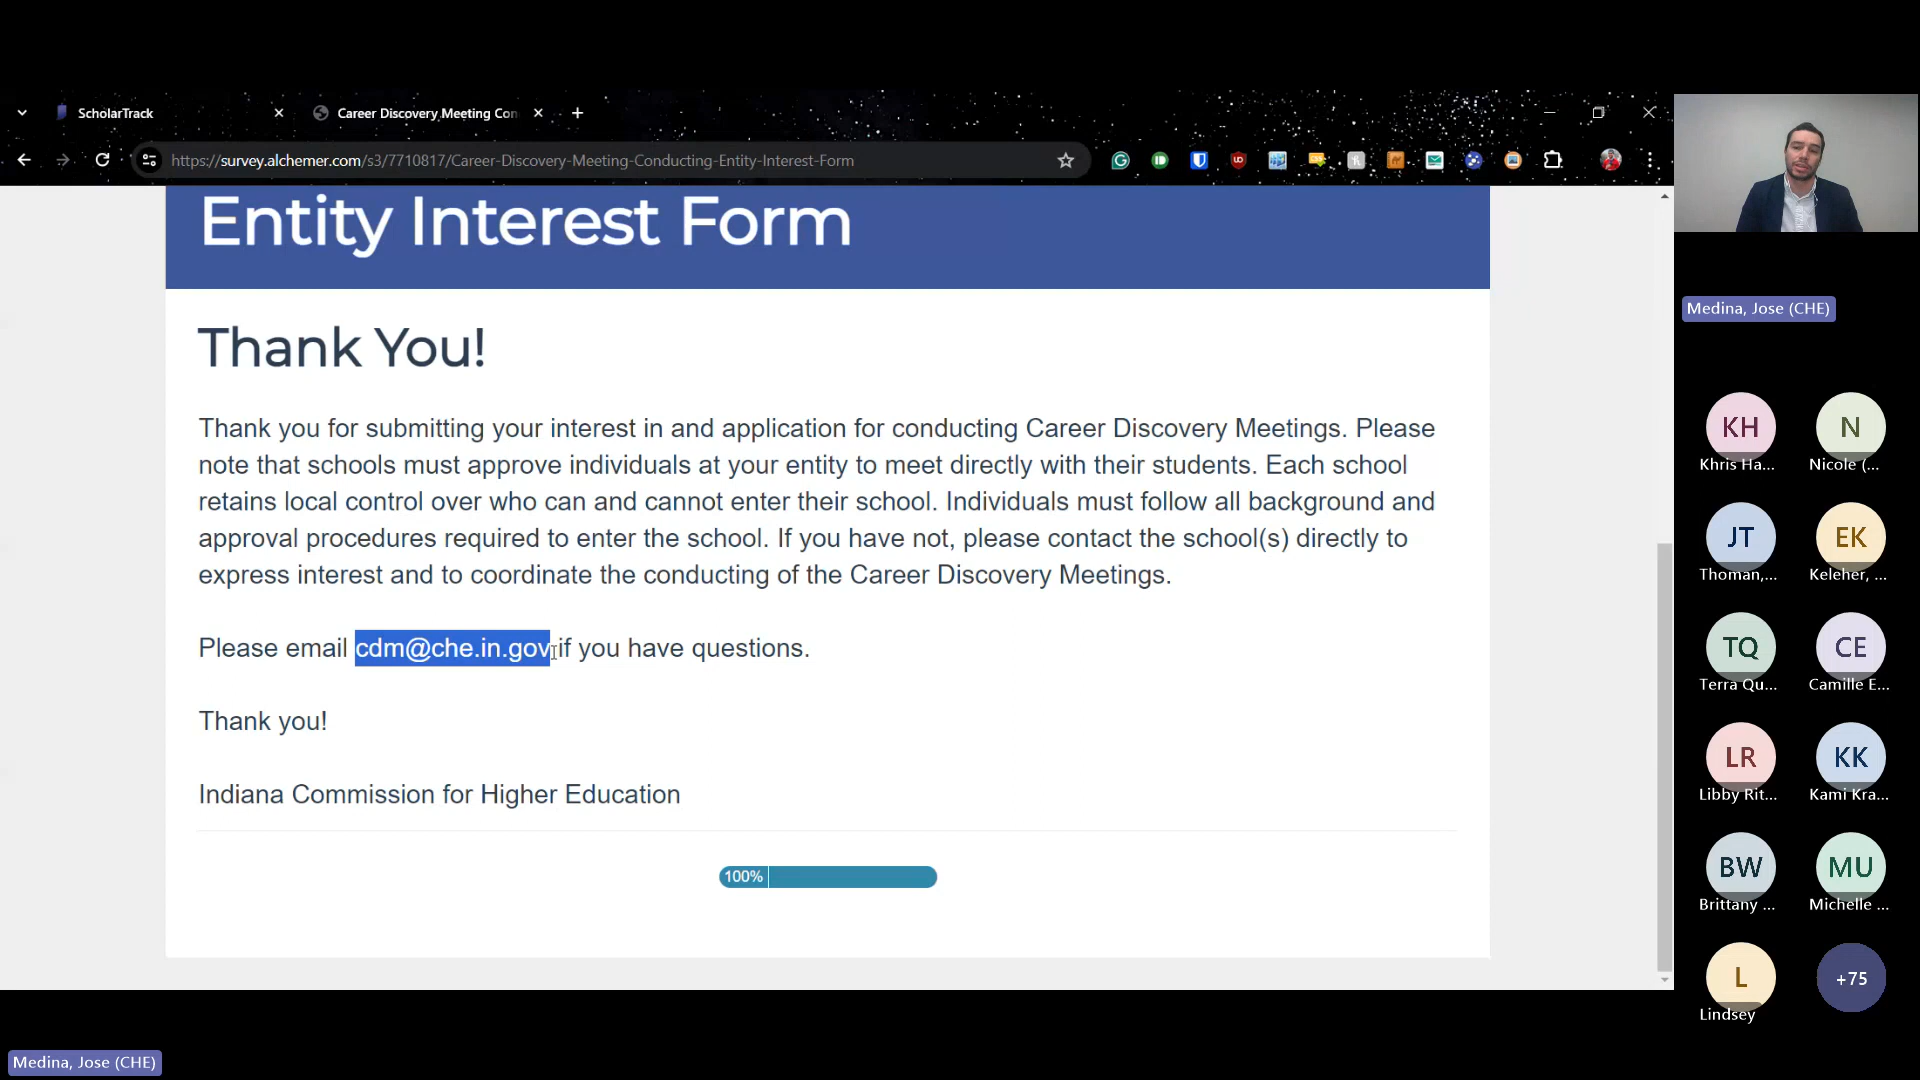 ScholarTrack
Career Discovery Meeting Con
https://survey.alchemer.com/s3/7710817/Career-Discovery-Meeting-Conducting-Entity-Interest-Form
Entity Interest Form
Thank You!
Thank you for submitting your interest in and application for conducting Career Discovery Meetings. Please
note that schools must approve individuals at your entity to meet directly with their students. Each school
retains local control over who can and cannot enter their school. Individuals must follow all background and
approval procedures required to enter the school. If you have not, please contact the school(s) directly to
express interest and to coordinate the conducting of the Career Discovery Meetings.
Please email cdm@che.in.gov if you have questions.
Thank you!
Indiana Commission for Higher Education
100%
Medina, Jose (CHE)
KH
N
Khris Ha...
Nicole (...
JT
EK
Thoman,...
Keleher, ...
TQ
CE
Terra Qu...
Camille E...
LR
KK
Libby Rit...
Kami Kra...
BW
MU
Brittany ...
Michelle ...
L
+75
Lindsey
Medina, Jose (CHE)